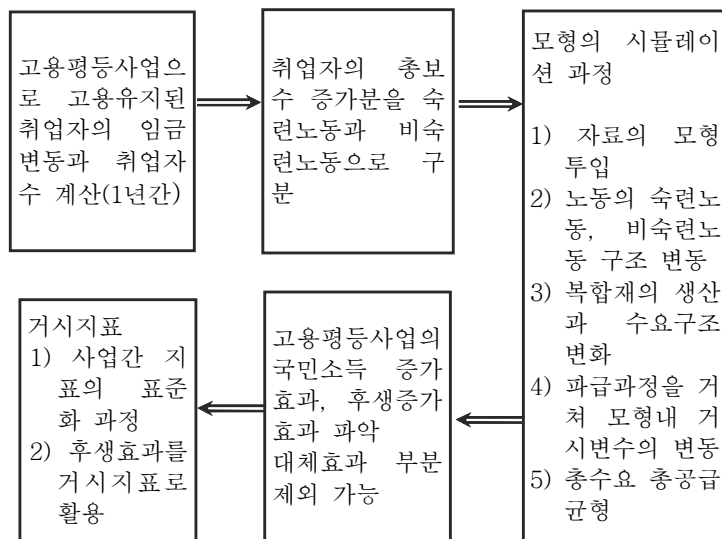 고용평등사업으
로 고용유지된
취업자의 임금
변동과 취업자
수 계산(1년간)
취업자의 총보
수 증가분을 숙
련노동과 비숙
련노동으로 구
분
모형의 시뮬레이
션 과정
1) 자료의 모형
투입
2) 노동의 숙련노
동, 비숙련노
동 구조 변동
3) 복합재의 생산
과 수요구조
변화
4) 파급과정을 거
쳐 모형내 거
시변수의 변동
5) 총수요 총공급
균형
고용평등사업의
국민소득 증가
효과, 후생증가
효과 파악
대체효과 부분
제외 가능
거시지표
1) 사업간 지
표의 표준
화 과정
2) 후생효과를
거시지표로
활용